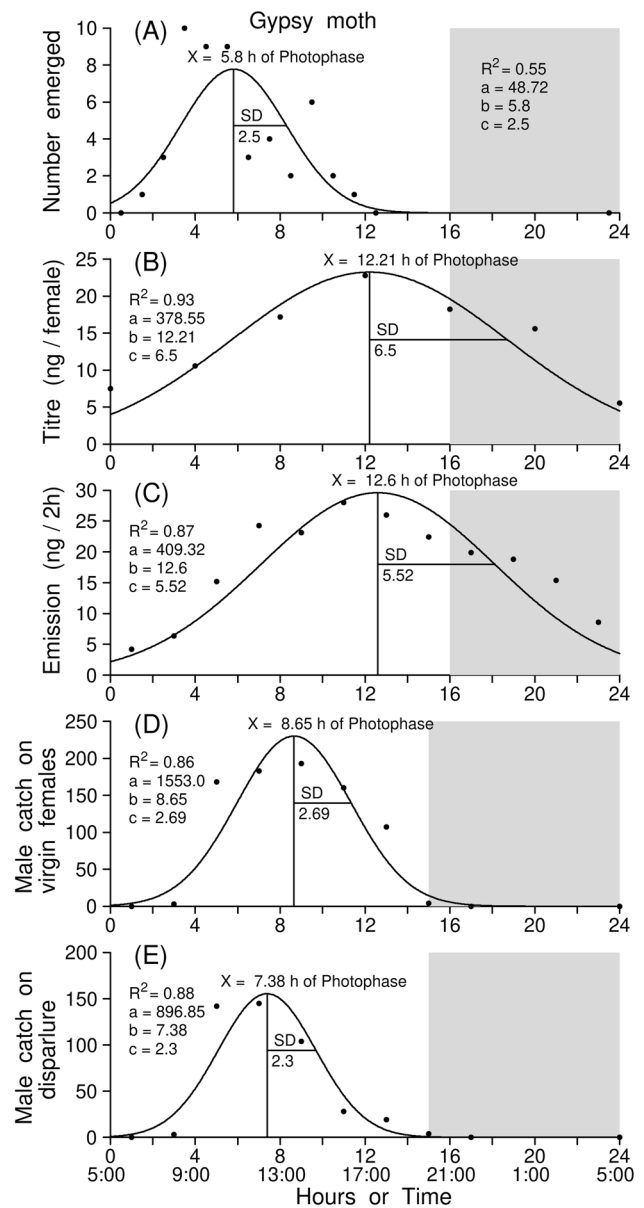 Gypsy moth
(A)
X = 5.8 h of Photophase
SD
2.5
R2 = 0.55
a = 48.72
b = 5.8
c = 2.5
Number emerged
10
8
6
4
2
0
0 4 8 12 16 20 24
(B)
X = 12.21 h of Photophase
R2 = 0.93
a = 378.55
b = 12.21
c = 6.5
SD
6.5
Titre (ng / female)
25
20
15
10
5
0
0 4 8 12 16 20 24
(C)
X = 12.6 h of Photophase
R2 = 0.87
a = 409.32
b = 12.6
c = 5.52
SD
5.52
Emission (ng / 2h)
30
25
20
15
10
5
0
0 4 8 12 16 20 24
(D)
X = 8.65 h of Photophase
R2 = 0.86
a = 1553.0
b = 8.65
c = 2.69
SD
2.69
Male catch on
virgin females
250
200
150
100
50
0
0 4 8 12 16 20 24
(E)
X = 7.38 h of Photophase
R2 = 0.88
a = 896.85
b = 7.38
c = 2.3
SD
2.3
Male catch on
disparlure
200
150
100
50
0
0 4 8 12 16 20 24
5:00 9:00 13:00 17:00 21:00 1:00 5:00
Hours or Time